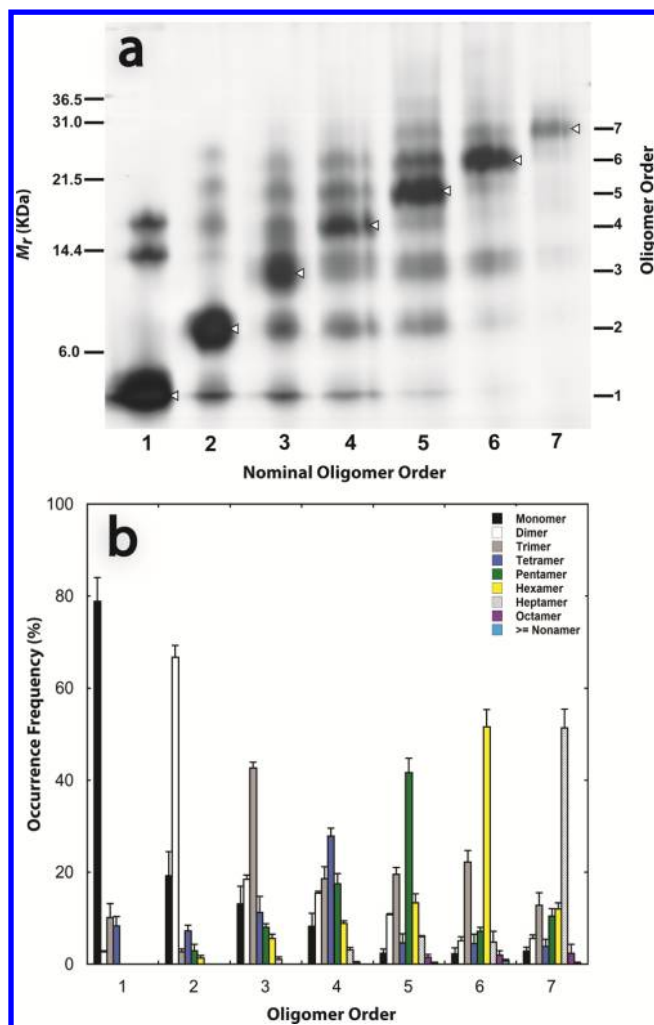 a
36.5
31.0
21.5
14.4
6.0
Mr (KDa)
7
6
5
4
3
2
1
Oligomer Order
1 2 3 4 5 6 7
Nominal Oligomer Order
b
100
80
60
40
20
0
Occurrence Frequency (%)
Monomer
Dimer
Trimer
Tetramer
Pentamer
Hexamer
Heptamer
Octamer
>= Nonamer
1 2 3 4 5 6 7
Oligomer Order